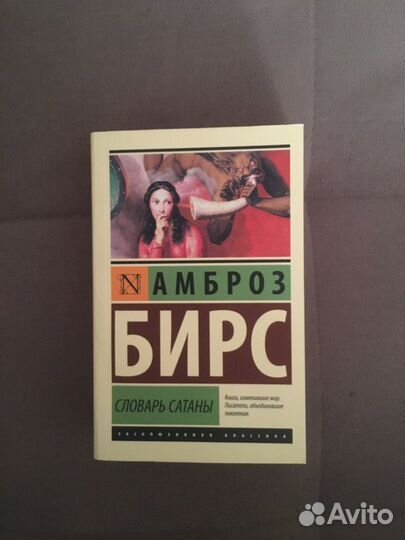 N АМБРОЗ
БИРС
СЛОВАРЬ САТАНЫ
Книги, изменившие мир.
Писатели, объединившие
поколения.
ЭКСКЛЮЗИВНАЯ КЛАССИКА
Avito